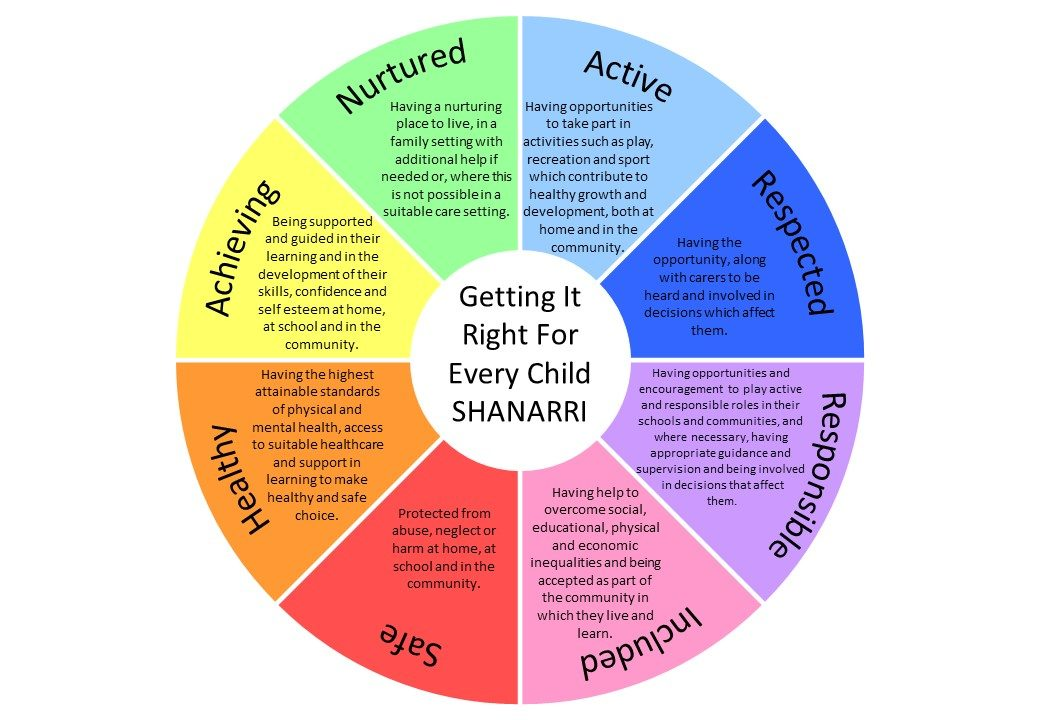 Getting It
Right For
Every Child
SHANARRI
Active
Having opportunities
to take part in
activities such as play,
recreation and sport
which contribute to
healthy growth and
development, both at
home and in the
community.
Respected
Having the
opportunity, along
with carers to be
heard and involved in
decisions which affect
them.
Responsible
Having opportunities and
encouragement to play active
and responsible roles in their
schools and communities, and
where necessary, having
appropriate guidance and
supervision and being involved
in decisions that affect
them.
Included
Having help to
overcome social,
educational, physical
and economic
inequalities and being
accepted as part of
the community in
which they live and
learn.
Safe
Protected from
abuse, neglect or
harm at home, at
school and in the
community.
Healthy
Having the highest
attainable standards
of physical and
mental health, access
to suitable healthcare
and support in
learning to make
healthy and safe
choice.
Achieving
Being supported
and guided in their
learning and in the
development of their
skills, confidence and
self esteem at home,
at school and in the
community.
Nurtured
Having a nurturing
place to live, in a
family setting with
additional help if
needed or, where this
is not possible in a
suitable care setting.